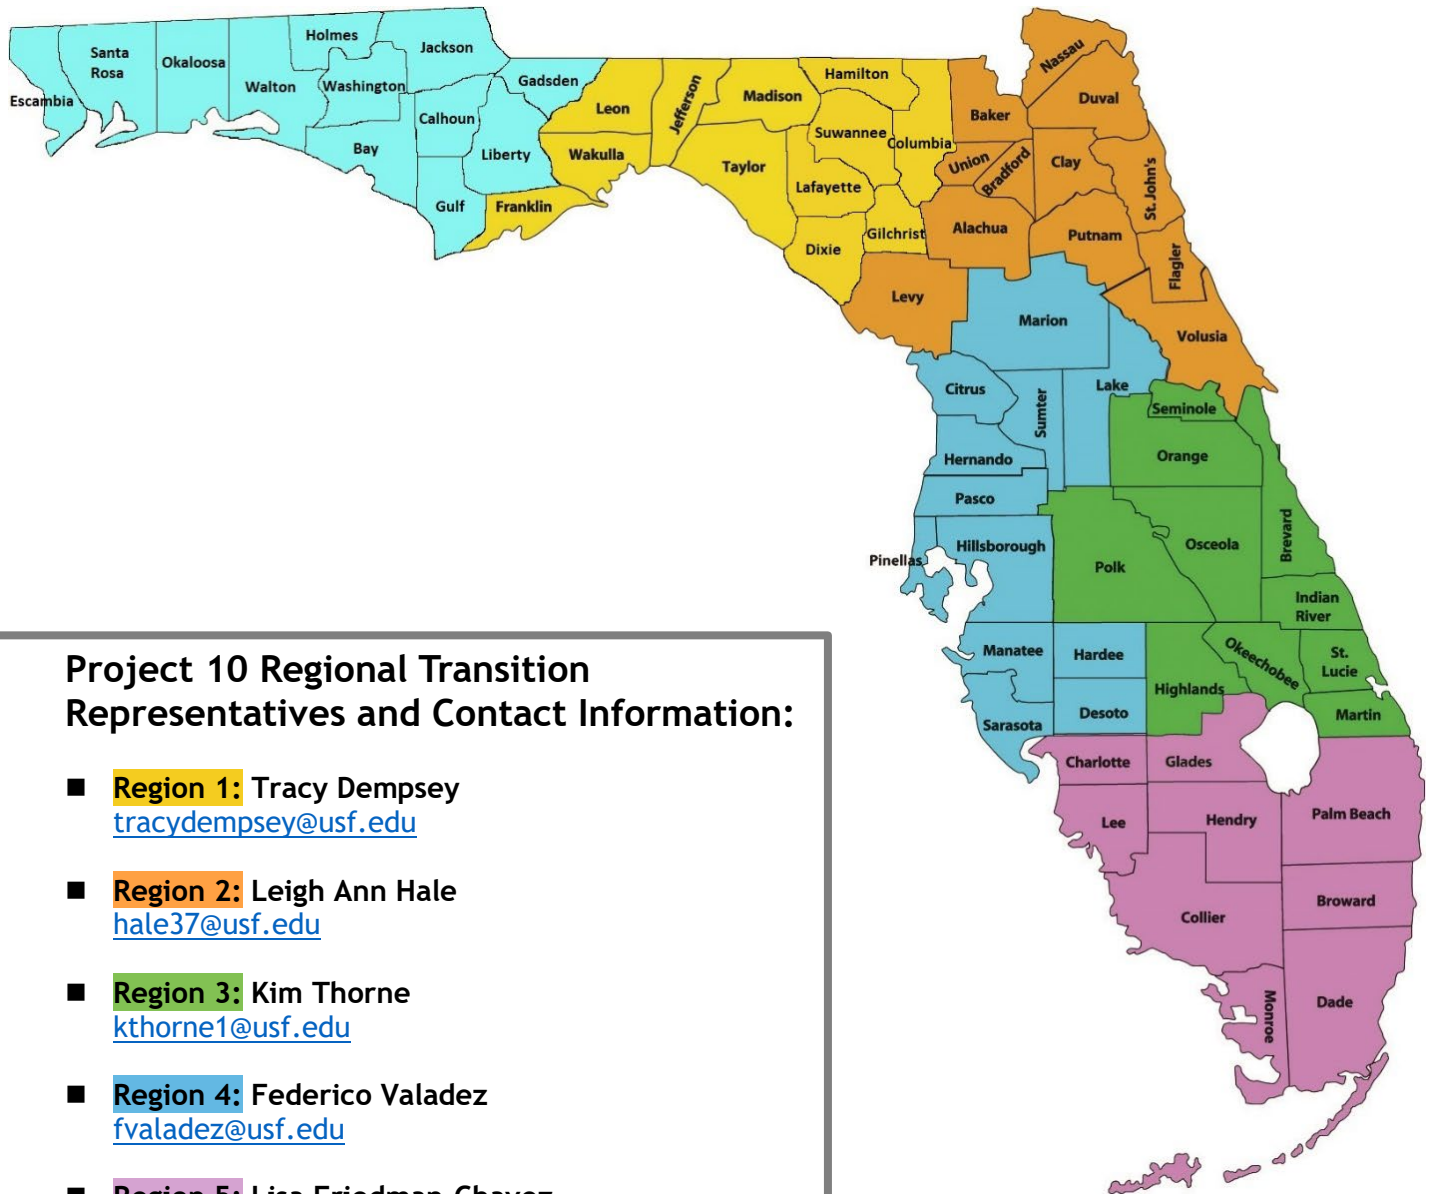 Holmes
Jackson
Santa
Rosa
Okaloosa
Walton
Washington
Gadsden
Escambia
Calhoun
Bay
Liberty
Gulf
Franklin
Leon
Wakulla
Jefferson
Madison
Hamilton
Taylor
Suwannee
Columbia
Lafayette
Gilchrist
Dixie
Nassau
Duval
Baker
Union
Bradford
Clay
St. John's
Alachua
Putnam
Flagler
Levy
Volusia
Marion
Citrus
Sumter
Lake
Seminole
Orange
Hernando
Pasco
Pinellas
Hillsborough
Polk
Osceola
Brevard
Indian
River
Manatee
Hardee
Highlands
Okeechobee
St.
Lucie
Sarasota
Desoto
Martin
Charlotte
Glades
Lee
Hendry
Palm Beach
Collier
Broward
Monroe
Dade
Project 10 Regional Transition
Representatives and Contact Information:
■ Region 1: Tracy Dempsey
tracydempsey@usf.edu
■ Region 2: Leigh Ann Hale
hale37@usf.edu
■ Region 3: Kim Thorne
kthorne1@usf.edu
■ Region 4: Federico Valadez
fvaladez@usf.edu
■ Region 5: Lisa Friedman-Chavez